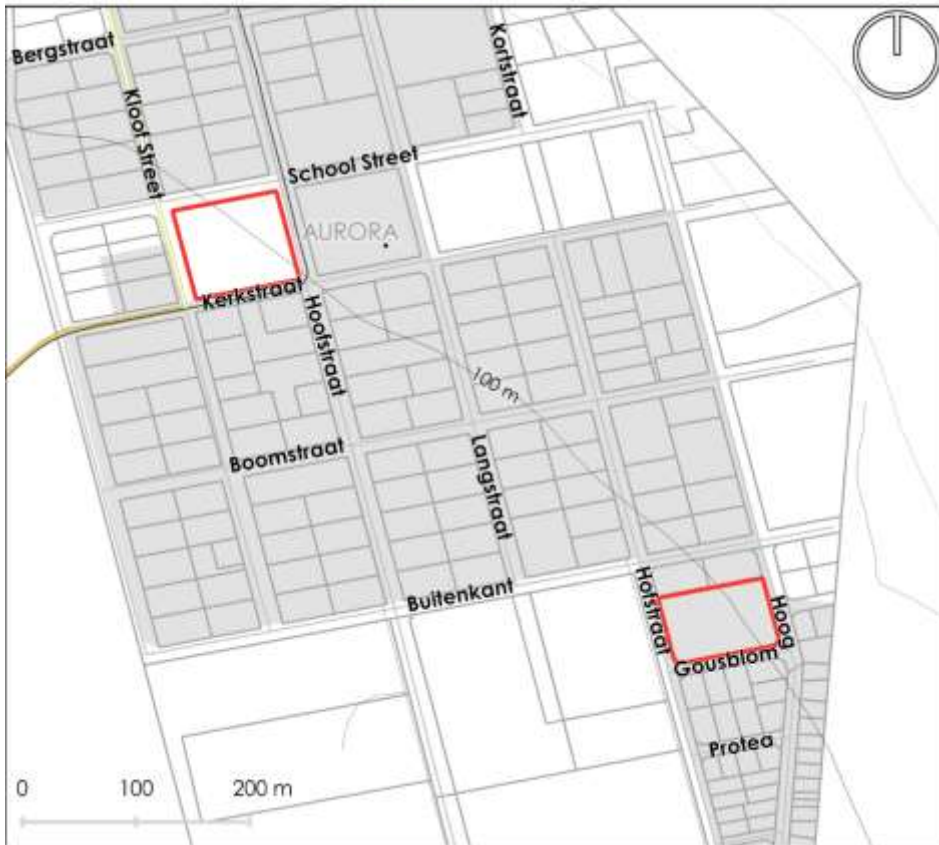 Bergstraat
Kortstraat
Kloof Street
School Street
AURORA
Kerkstraat
Hoofstraat
100 m
Boomstraat
Langstraat
Buitenkant
Hofstraat
Hoog
Gousblom
Protea
0 100 200 m